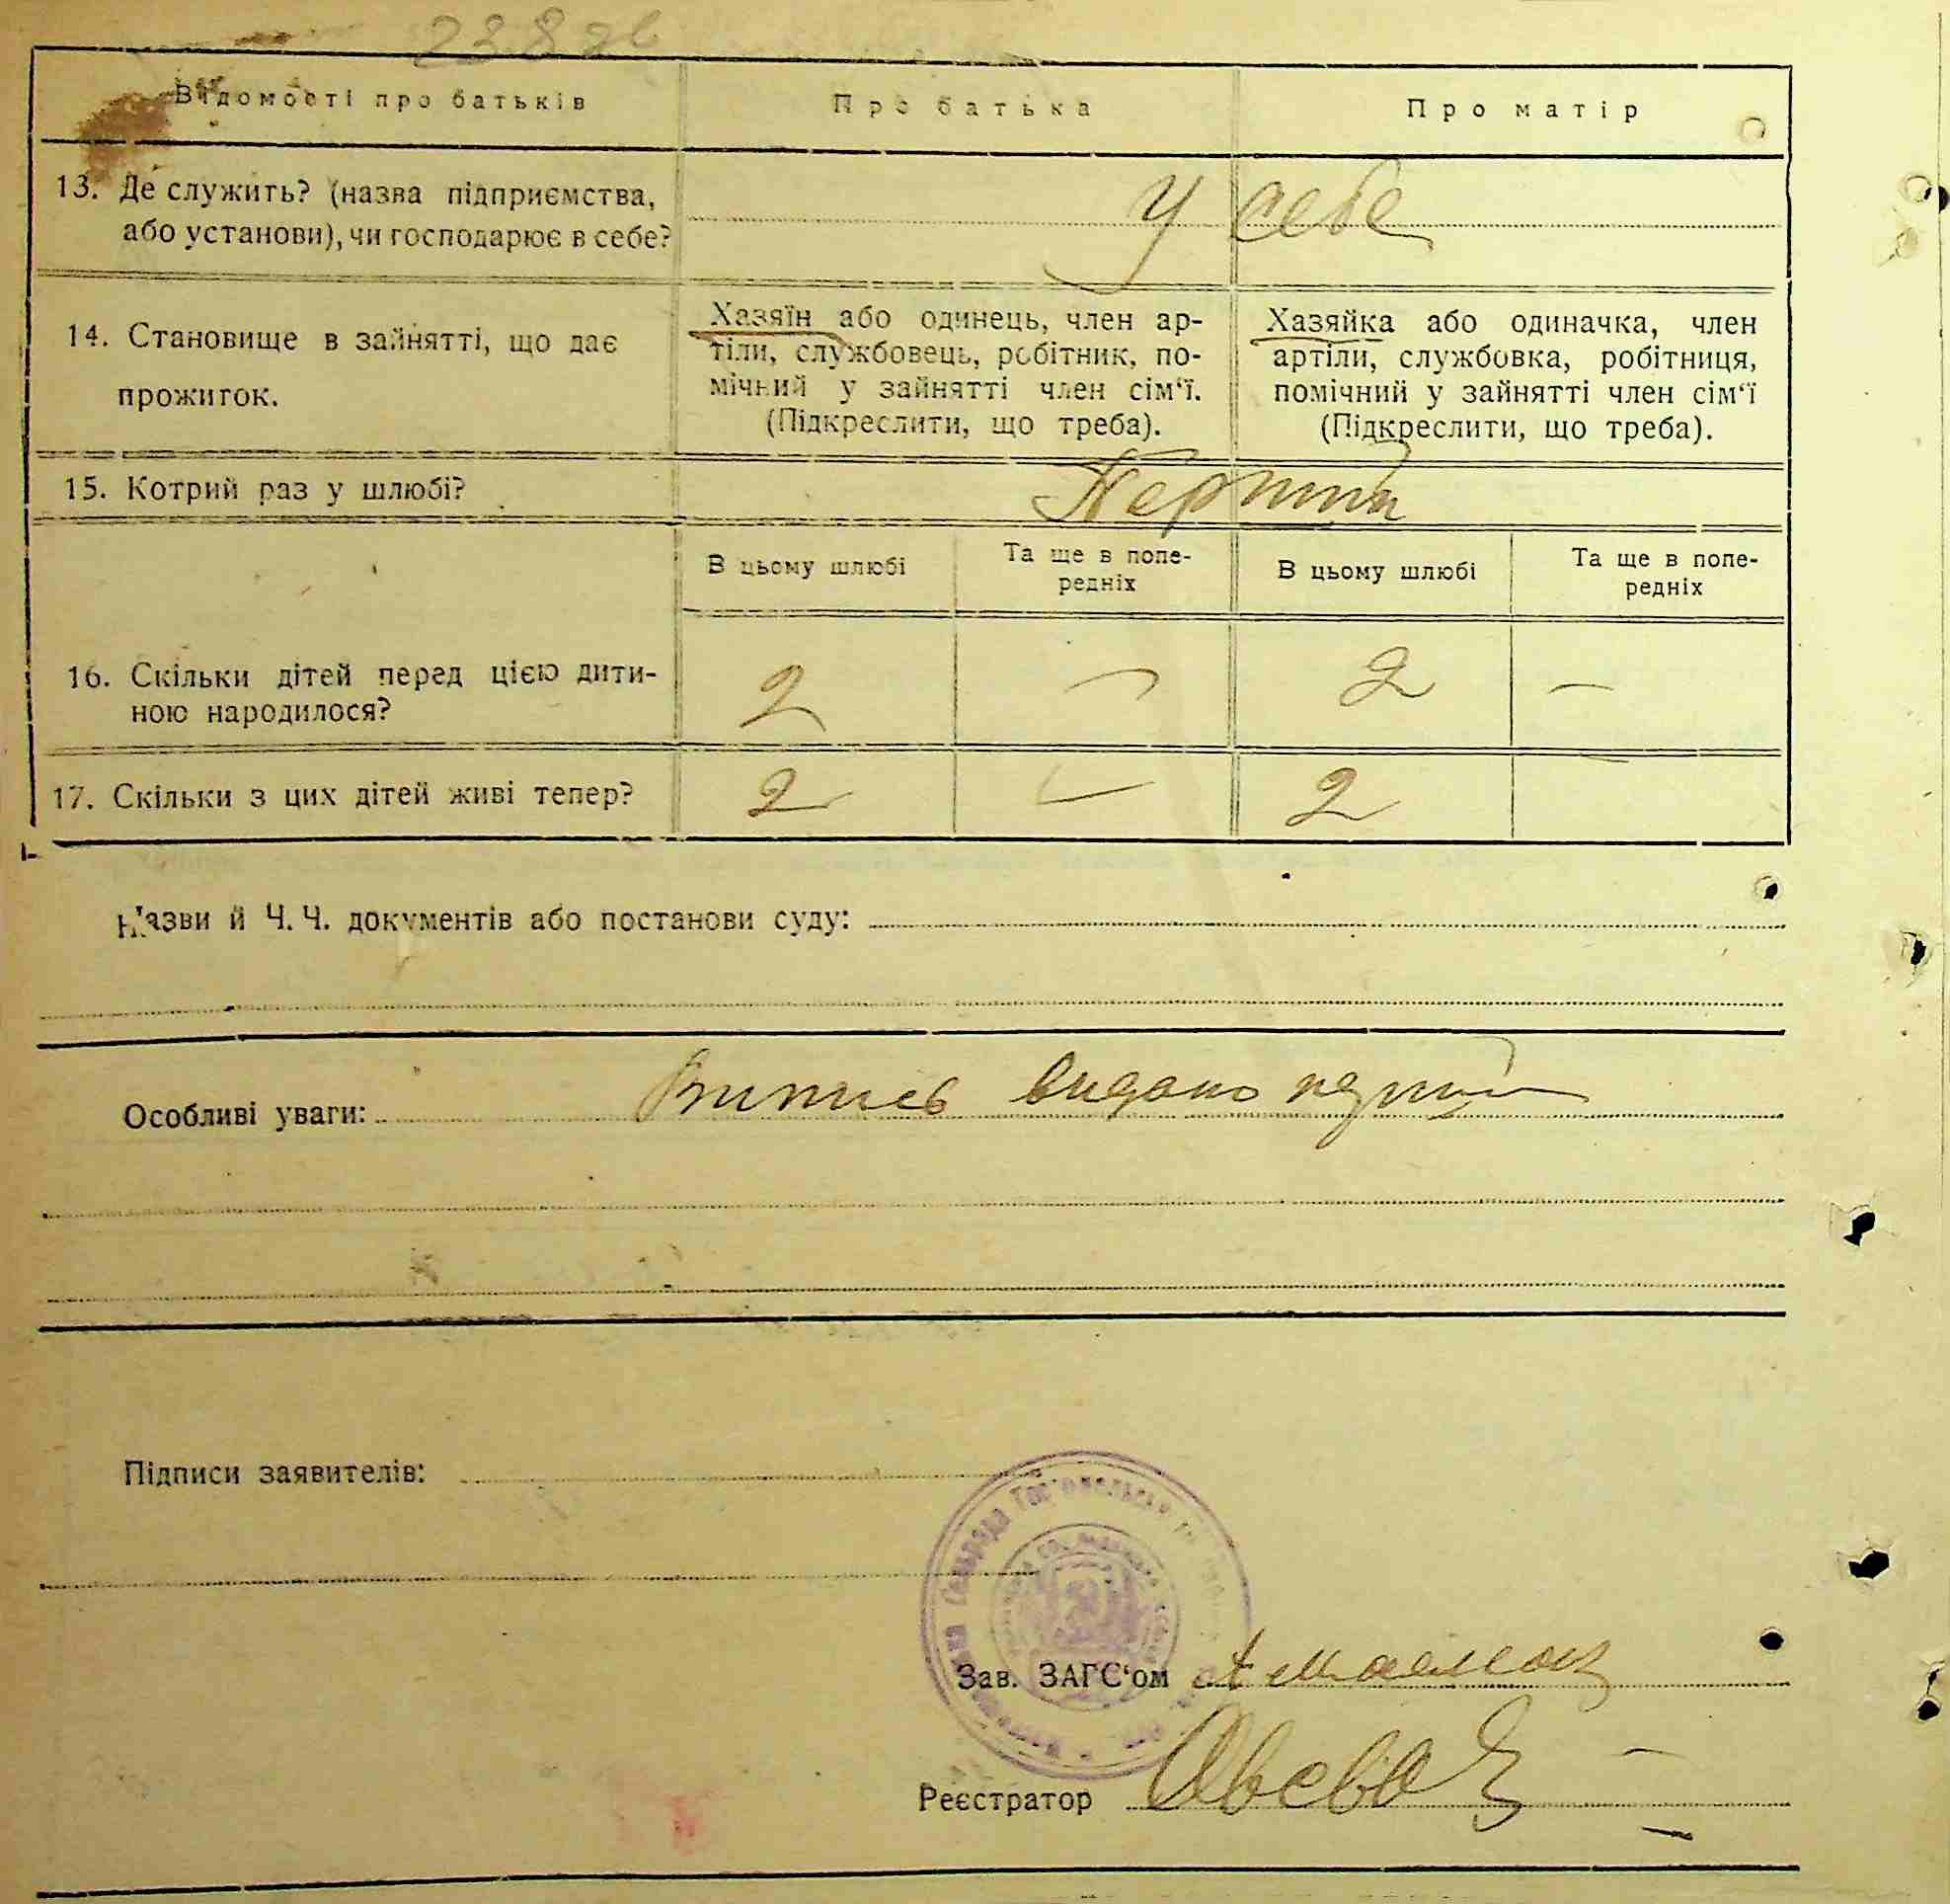 Відомості про батьків
Про батька
Про матір
13. Де служить? (назва підприємства,
або установи), чи господарює в себе?
у себе
14. Становище в зайнятті, що дає
прожиток.
Хазяїн або одинець, член ар-
тіли, службовець, робітник, по-
мічний у зайнятті член сім'ї.
(Підкреслити, що треба).
Хазяйка або одиначка, член
артіли, службовка, робітниця,
помічний у зайнятті член сім'ї
(Підкреслити, що треба).
15. Котрий раз у шлюбі?
В цьому шлюбі
Та ще в попе-
редніх
В цьому шлюбі
Та ще в попе-
редніх
16. Скільки дітей перед цією дити-
ною народилося?
2 — 2 —
17. Скільки з цих дітей живі тепер?
2 — 2
Назви й Ч. Ч. документів або постанови суду:
Особливі уваги: Витпись видано
Підписи заявителів:
Зав. ЗАГС'ом
Реєстратор